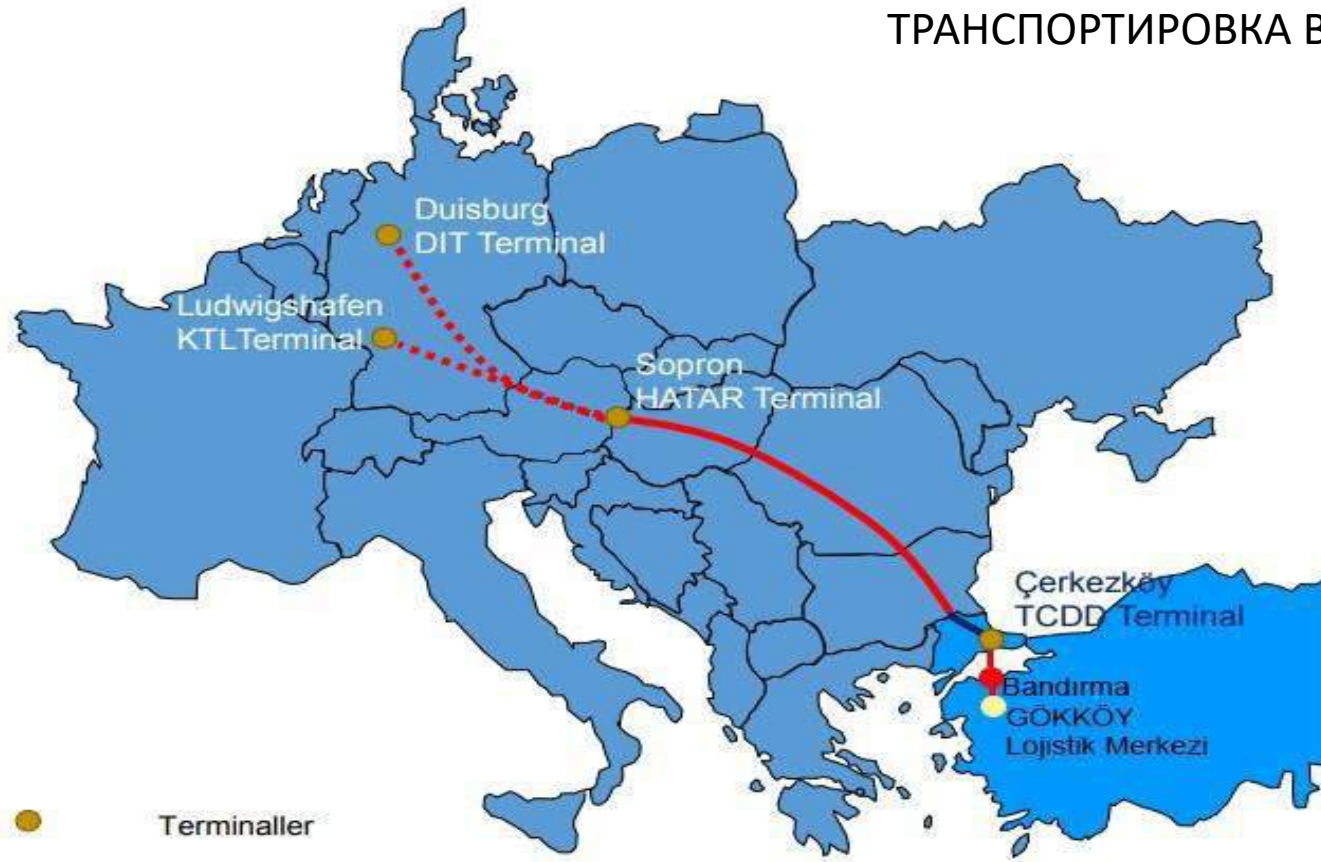 ТРАНСПОРТИРОВКА В
Duisburg
DIT Terminal
Ludwigshafen
KTLTerminal
Sopron
HATAR Terminal
Çerkezköy
TCDD Terminal
Bandırma
GÖKKÖY
Lojistik Merkezi
Terminaller